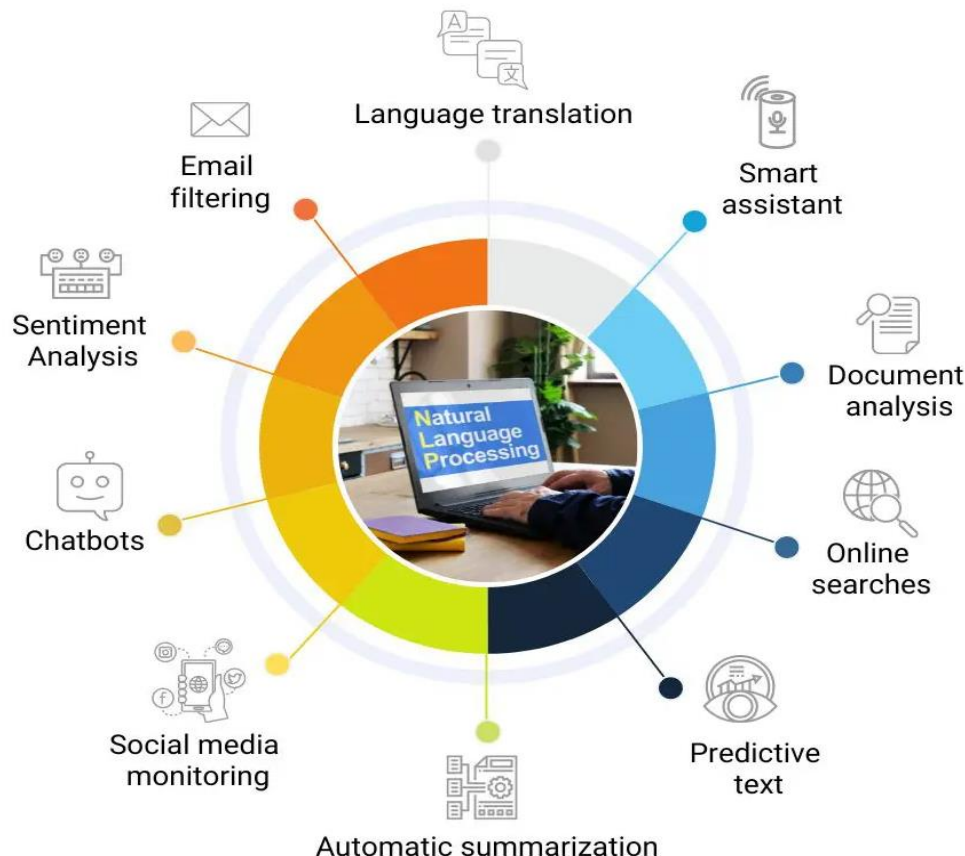 A
文
Language translation
Smart
assistant
Document
analysis
Online
searches
Predictive
text
Automatic summarization
Social media
monitoring
f
Chatbots
Sentiment
Analysis
Email
filtering
Natural
Language
Processing